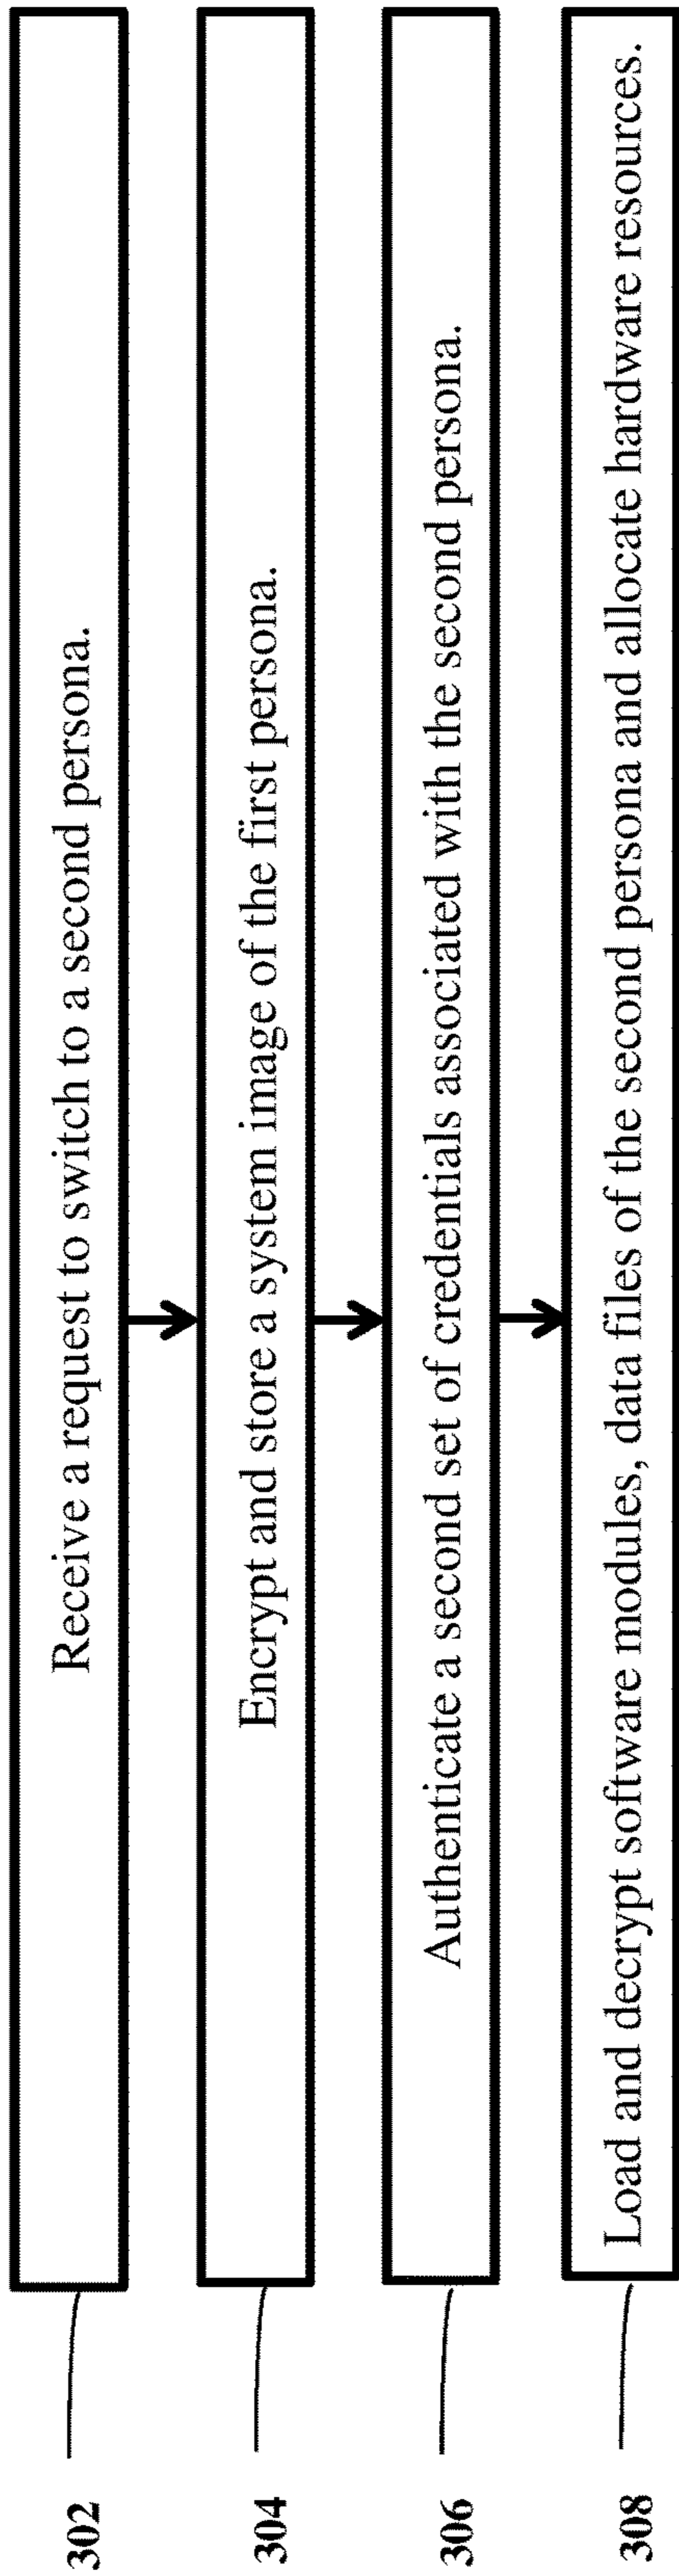 302
Receive a request to switch to a second persona.
304
Encrypt and store a system image of the first persona.
306
Authenticate a second set of credentials associated with the second persona.
308
Load and decrypt software modules, data files of the second persona and allocate hardware resources.